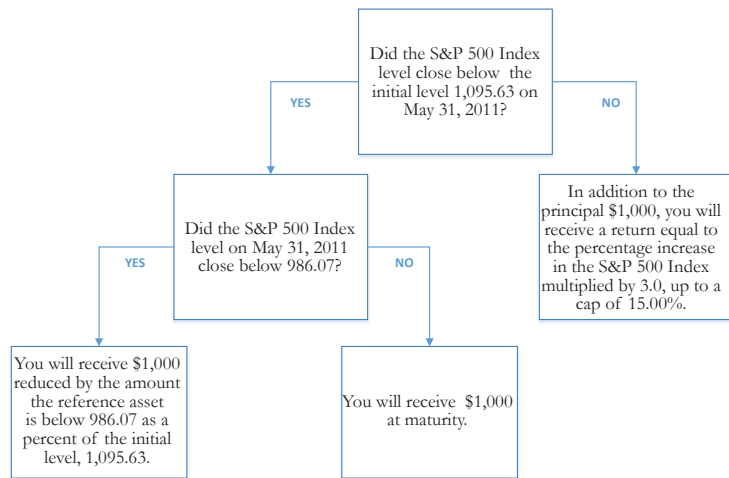 Did the S&P 500 Index
level close below the
initial level 1,095.63 on
May 31, 2011?
YES
NO
Did the S&P 500 Index
level on May 31, 2011
close below 986.07?
In addition to the
principal $1,000, you will
receive a return equal to
the percentage increase
in the S&P 500 Index
multiplied by 3.0, up to a
cap of 15.00%.
YES
NO
You will receive $1,000
reduced by the amount
the reference asset
is below 986.07 as a
percent of the initial
level, 1,095.63.
You will receive $1,000
at maturity.